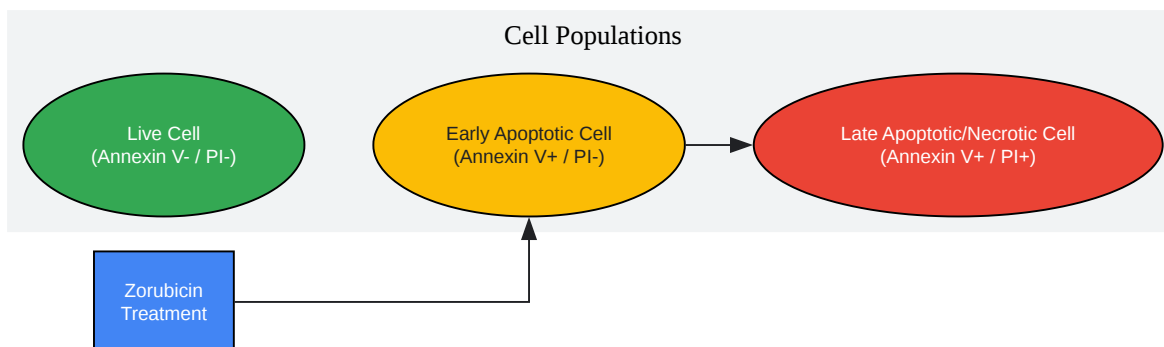 Cell Populations
Live Cell
(Annexin V- / PI-)
Early Apoptotic Cell
(Annexin V+ / PI-)
Late Apoptotic/Necrotic Cell
(Annexin V+ / PI+)
Zorubicin
Treatment